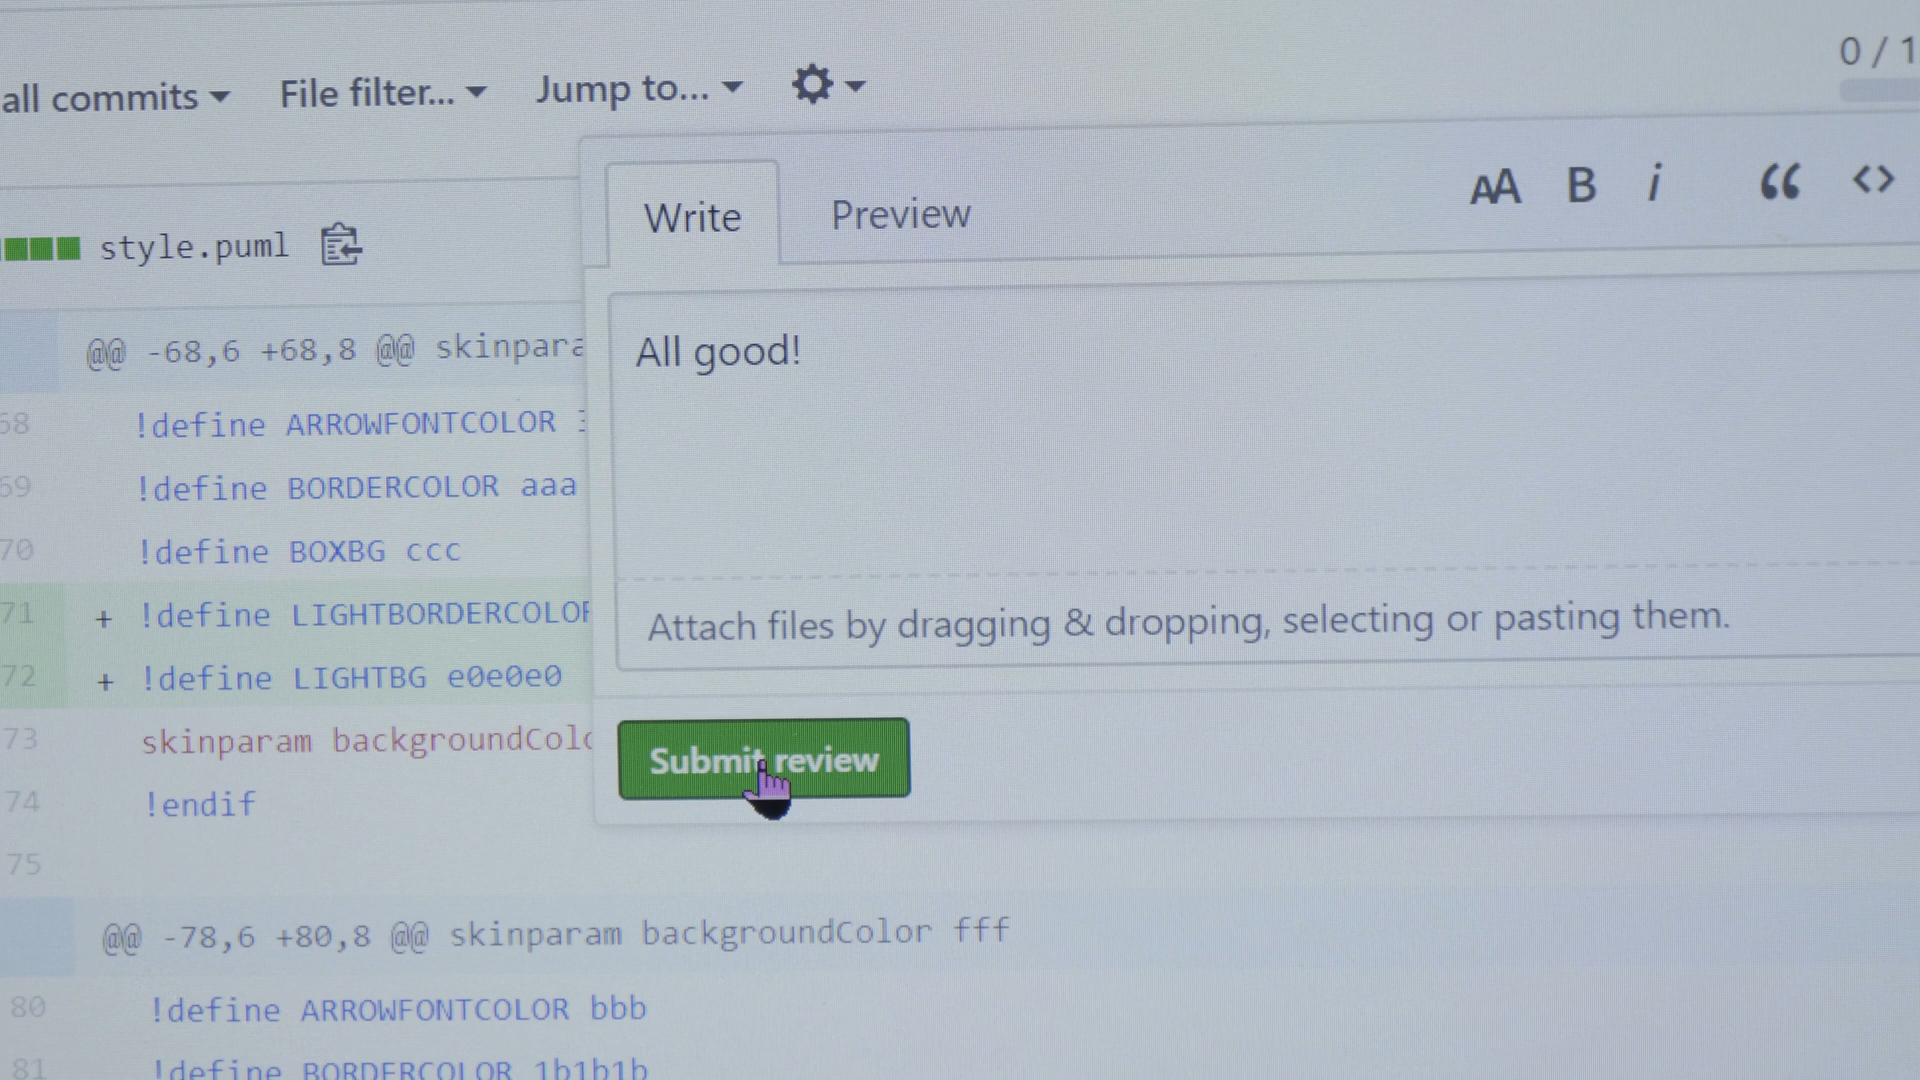 all commits File filter... Jump to...
0 / 1
Write Preview
AA B i “ <>
style.puml
All good!
@@ -68,6 +68,8 @@ skinpara
68 !define ARROWFONTCOLOR
69 !define BORDERCOLOR aaa
70 !define BOXBG ccc
71 + !define LIGHTBORDERCOLOR
72 + !define LIGHTBG e0e0e0
Attach files by dragging & dropping, selecting or pasting them.
73 skinparam backgroundColo
Submit review
74 !endif
75
@@ -78,6 +80,8 @@ skinparam backgroundColor fff
80 !define ARROWFONTCOLOR bbb
81 !define BORDERCOLOR 1b1b1b